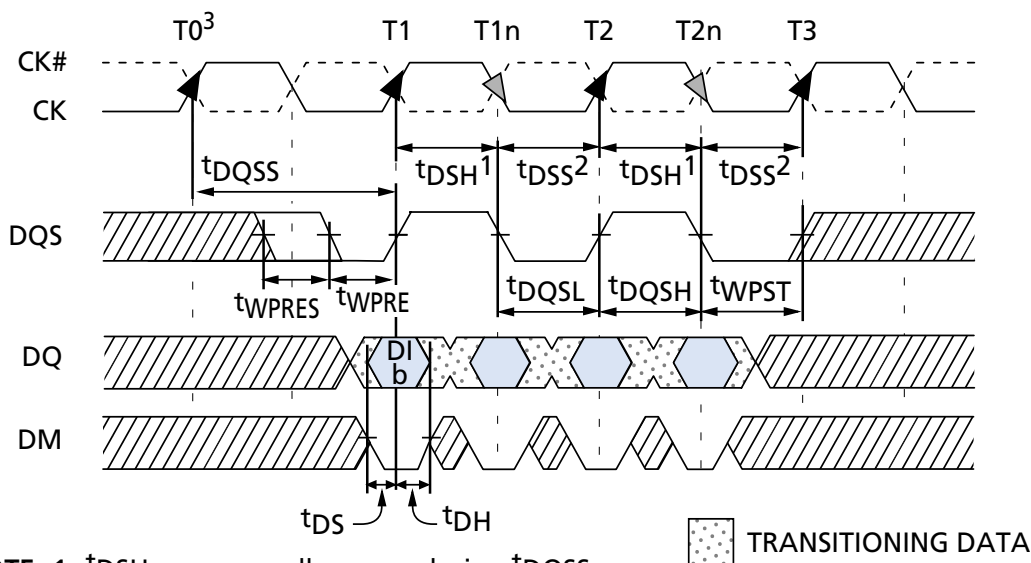 T0³ T1 T1n T2 T2n T3
CK#
CK
tDQSS tDSH¹ tDSS² tDSH¹ tDSS²
DQS
tWPRES tWPRE tDQSL tDQSH tWPST
DQ
DI
b
DM
tDS tDH
TRANSITIONING DATA